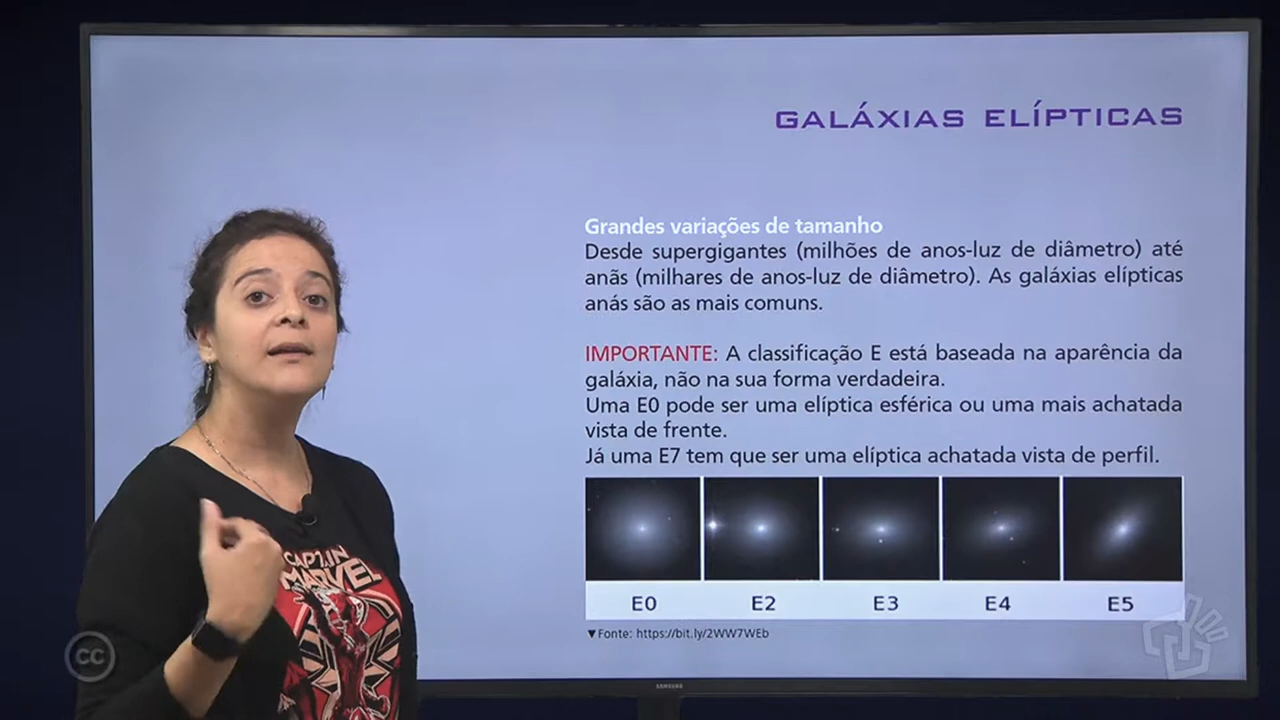 GALÁXIAS ELÍPTICAS
Grandes variações de tamanho
Desde supergigantes (milhões de anos-luz de diâmetro) até
anãs (milhares de anos-luz de diâmetro). As galáxias elípticas
anás são as mais comuns.
IMPORTANTE: A classificação E está baseada na aparência da
galáxia, não na sua forma verdadeira.
Uma E0 pode ser uma elíptica esférica ou uma mais achatada
vista de frente.
Já uma E7 tem que ser uma elíptica achatada vista de perfil.
E0 E2 E3 E4 E5
▼Fonte: https://bit.ly/2WW7WEb
CAPTAIN
MARVEL
cc
SAMSUNG